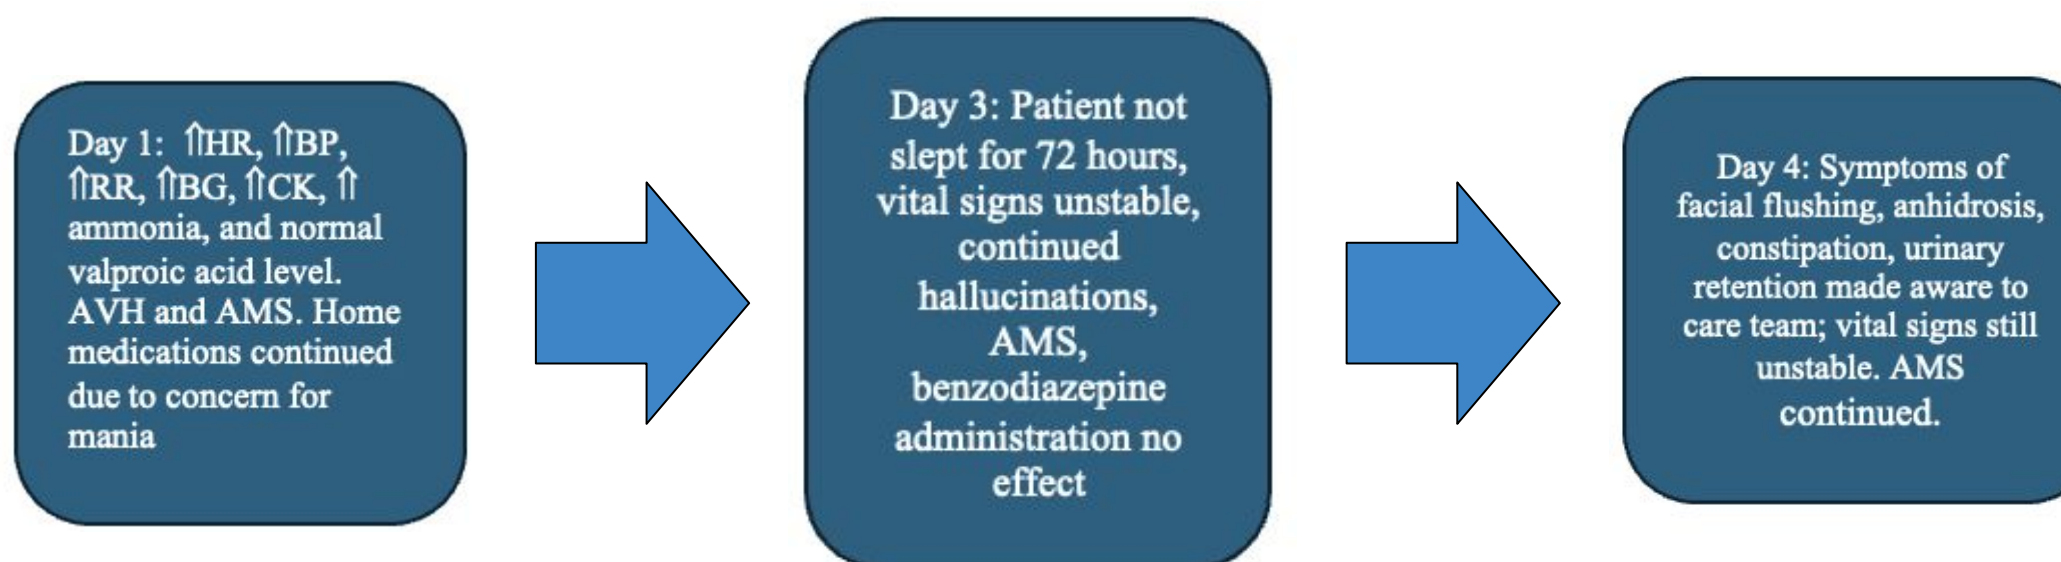 Day 1:  ⇑HR, ⇑BP,
⇑RR, ⇑BG, ⇑CK, ⇑
ammonia, and normal
valproic acid level.
AVH and AMS. Home
medications continued
due to concern for
mania
Day 3: Patient not
slept for 72 hours,
vital signs unstable,
continued
hallucinations,
AMS,
benzodiazepine
administration no
effect
Day 4: Symptoms of
facial flushing, anhidrosis,
constipation, urinary
retention made aware to
care team; vital signs still
unstable. AMS
continued.